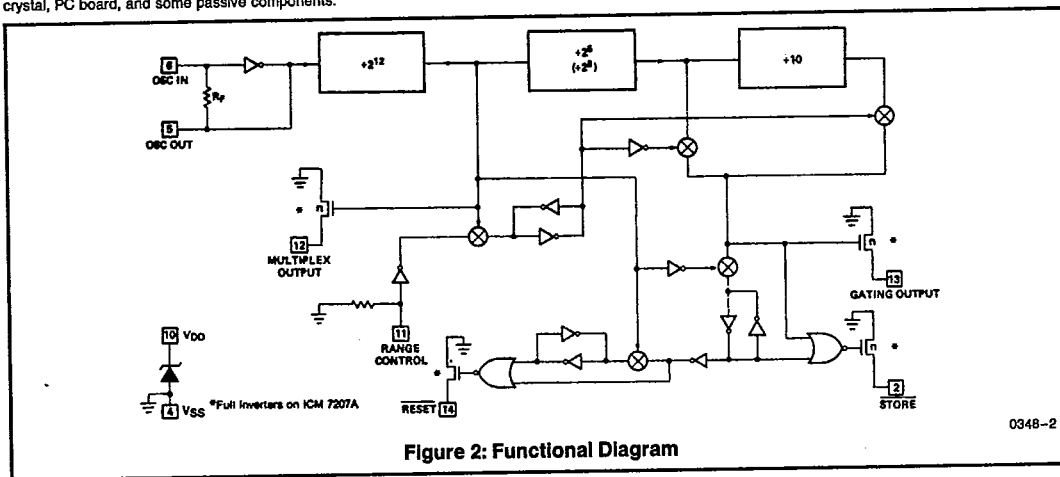 crystal, PC board, and some passive components.
6
OSC IN
RF
5
OSC OUT
÷2¹²
÷2⁶
(÷2⁸)
÷10
* n
12
MULTIPLEX
OUTPUT
11
RANGE
CONTROL
n *
13
GATING OUTPUT
n *
2
STORE
*
RESET 14
10 VDD
4 VSS
*Full Inverters on ICM 7207A
0348–2
Figure 2: Functional Diagram